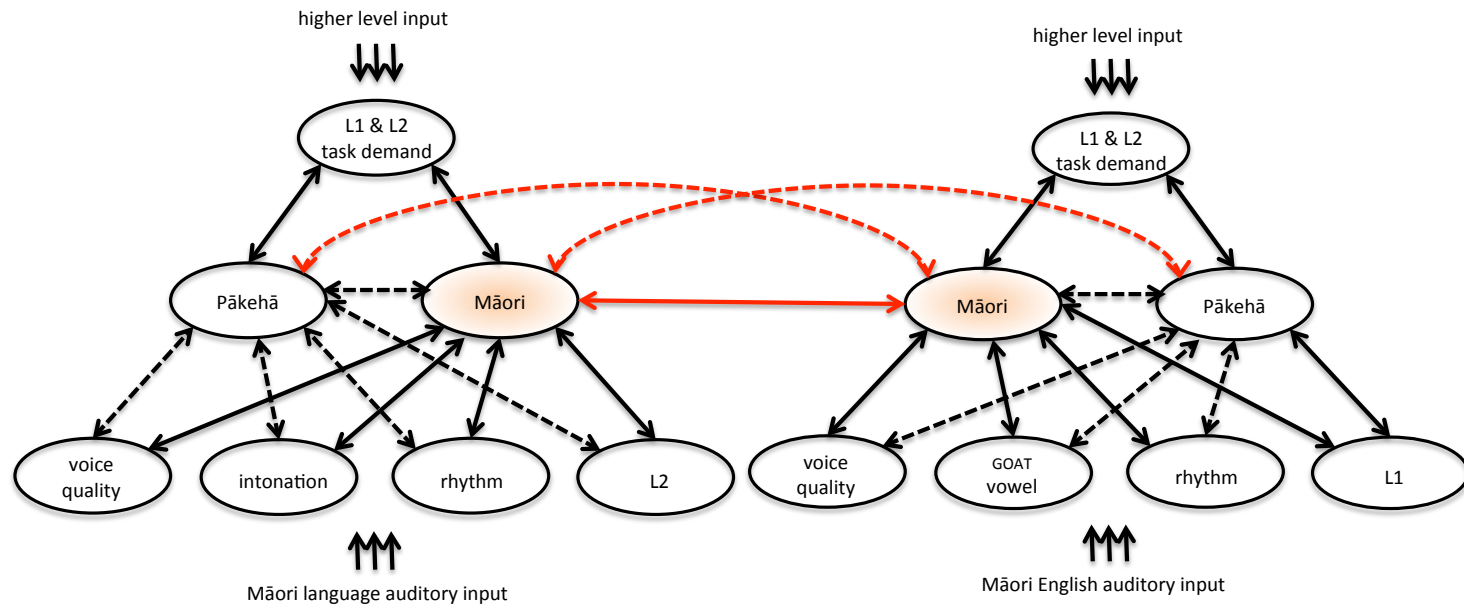 higher level input
L1 & L2
task demand
Pākehā
Māori
voice
quality
intonation
rhythm
L2
Māori language auditory input
higher level input
L1 & L2
task demand
Māori
Pākehā
voice
quality
GOAT
vowel
rhythm
L1
Māori English auditory input